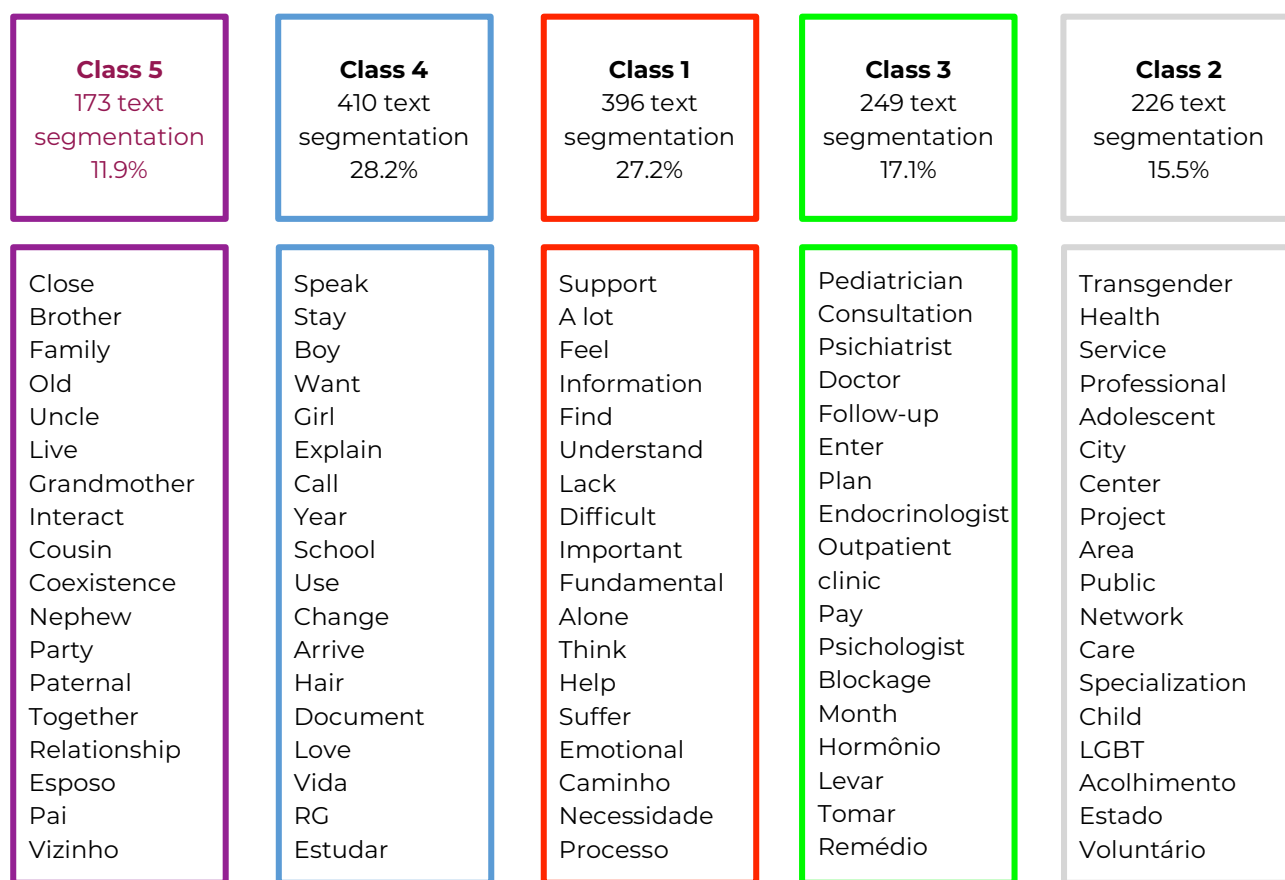 Class 5
173 text
segmentation
11.9%
Class 4
410 text
segmentation
28.2%
Class 1
396 text
segmentation
27.2%
Class 3
249 text
segmentation
17.1%
Class 2
226 text
segmentation
15.5%
Close
Brother
Family
Old
Uncle
Live
Grandmother
Interact
Cousin
Coexistence
Nephew
Party
Paternal
Together
Relationship
Esposo
Pai
Vizinho
Speak
Stay
Boy
Want
Girl
Explain
Call
Year
School
Use
Change
Arrive
Hair
Document
Love
Vida
RG
Estudar
Support
A lot
Feel
Information
Find
Understand
Lack
Difficult
Important
Fundamental
Alone
Think
Help
Suffer
Emotional
Caminho
Necessidade
Processo
Pediatrician
Consultation
Psichiatrist
Doctor
Follow-up
Enter
Plan
Endocrinologist
Outpatient
clinic
Pay
Psichologist
Blockage
Month
Hormônio
Levar
Tomar
Remédio
Transgender
Health
Service
Professional
Adolescent
City
Center
Project
Area
Public
Network
Care
Specialization
Child
LGBT
Acolhimento
Estado
Voluntário